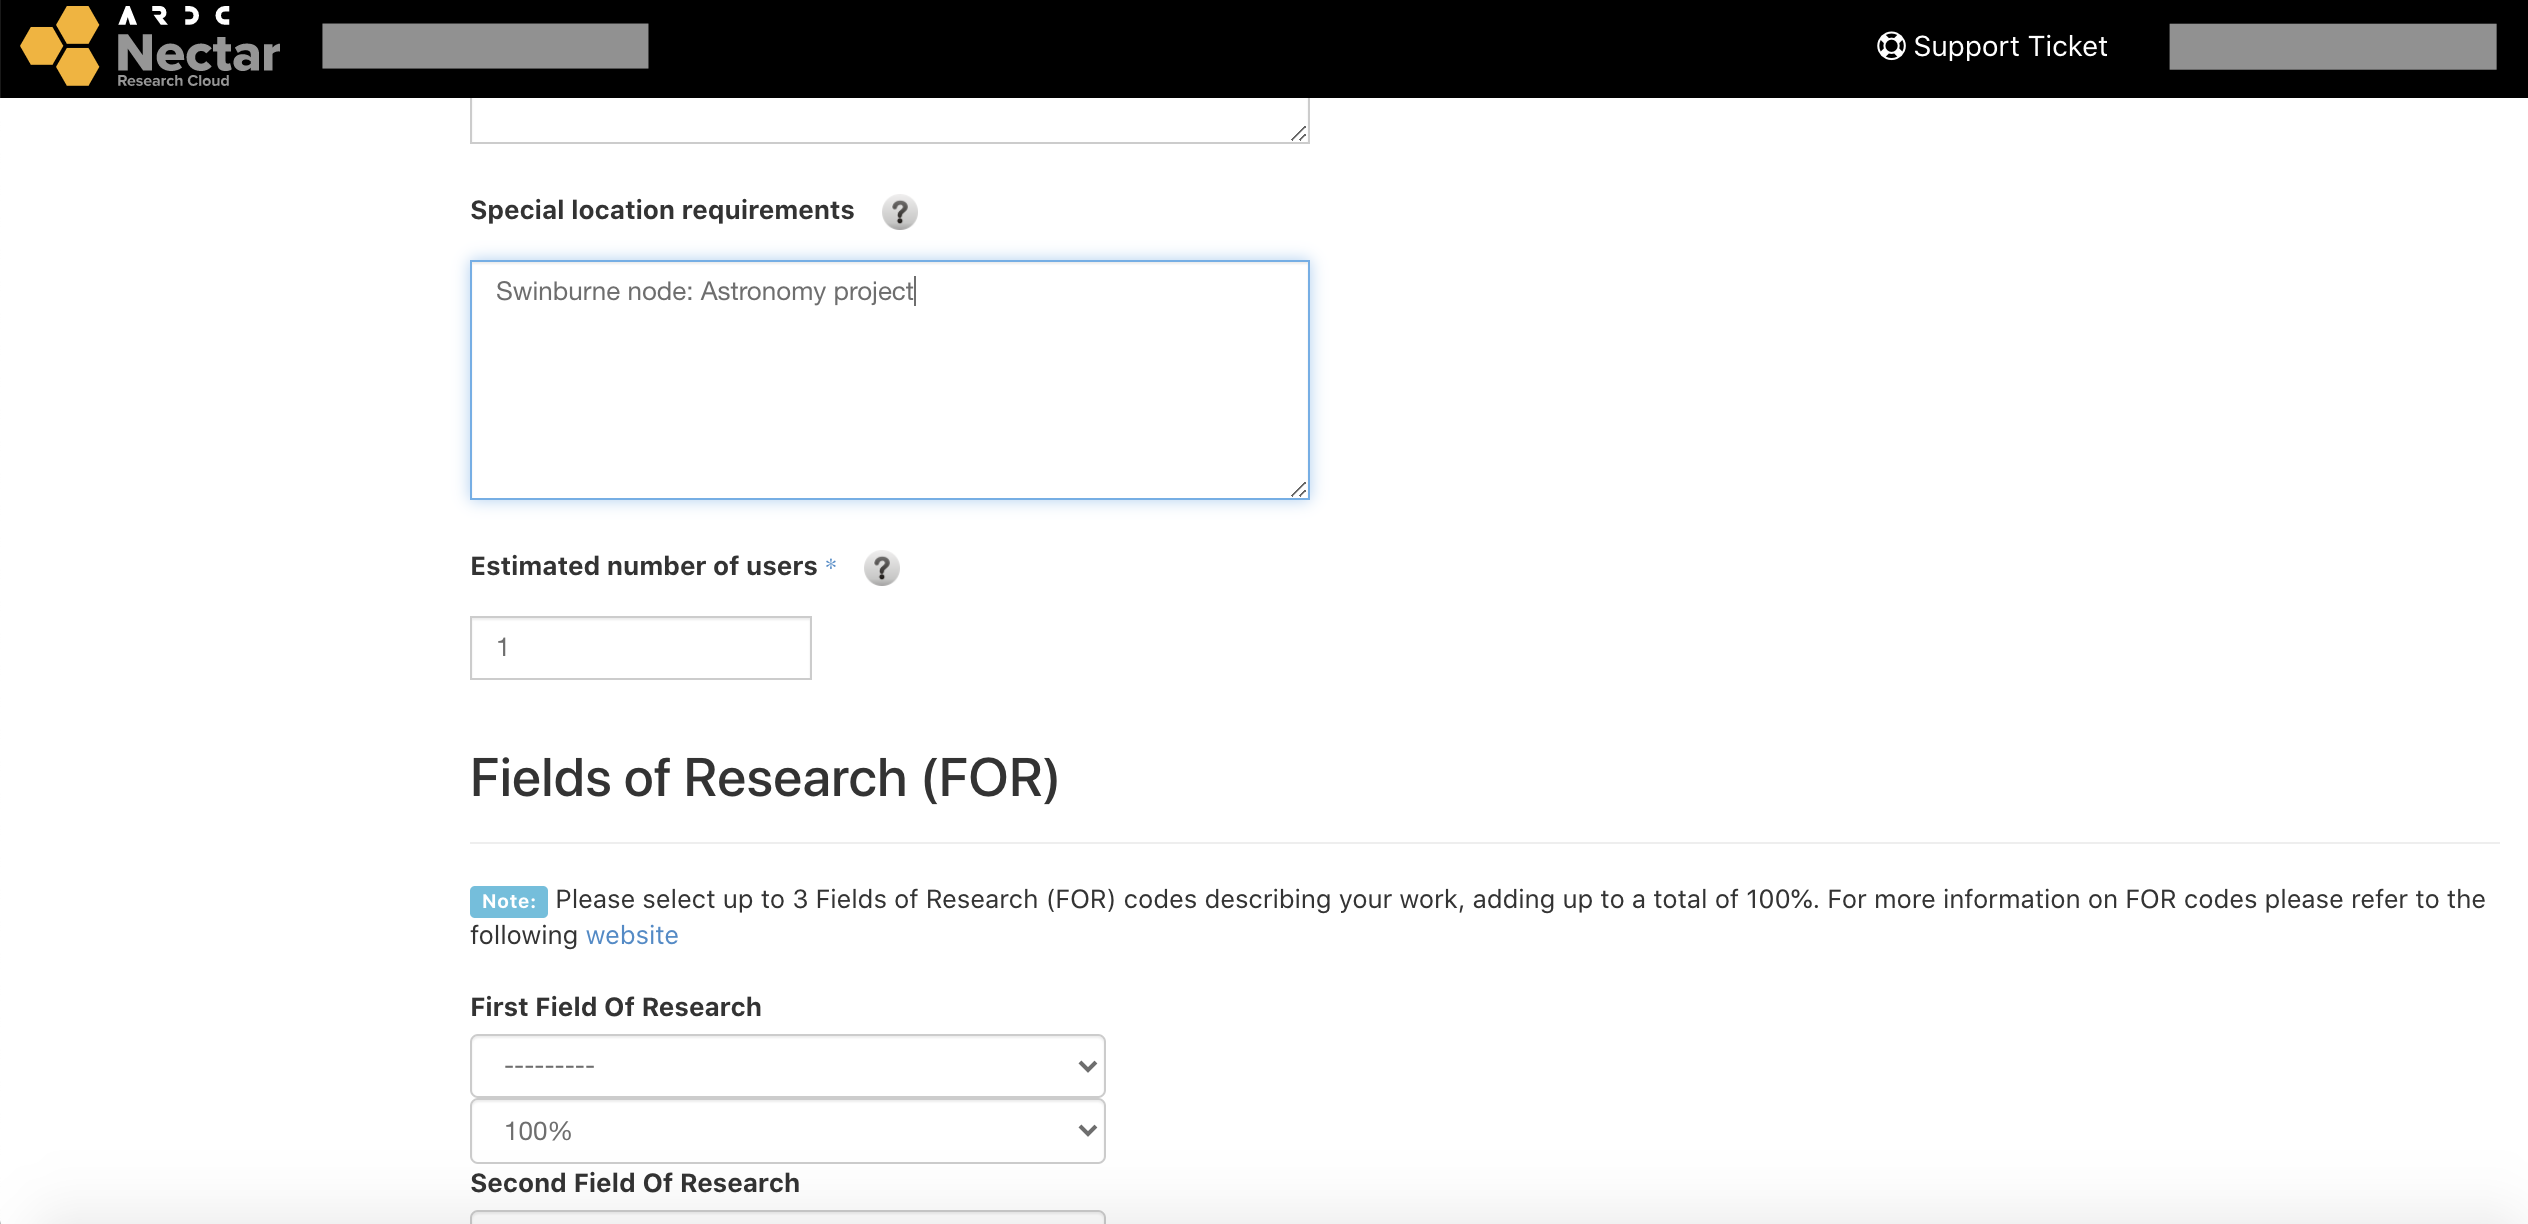 ARDC
Nectar
Research Cloud
Support Ticket
Special location requirements ?
Swinburne node: Astronomy project
Estimated number of users * ?
1
Fields of Research (FOR)
Note: Please select up to 3 Fields of Research (FOR) codes describing your work, adding up to a total of 100%. For more information on FOR codes please refer to the
following website
First Field Of Research
---------
100%
Second Field Of Research